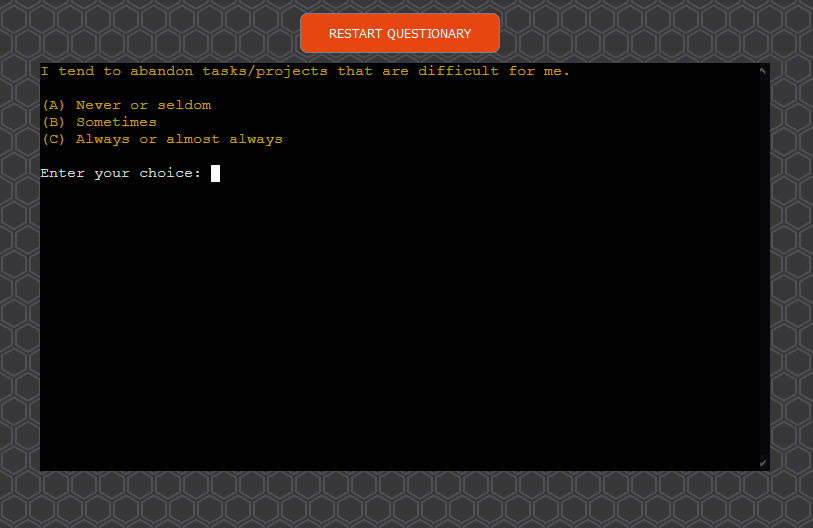 RESTART QUESTIONARY
I tend to abandon tasks/projects that are difficult for me.
(A) Never or seldom
(B) Sometimes
(C) Always or almost always
Enter your choice: